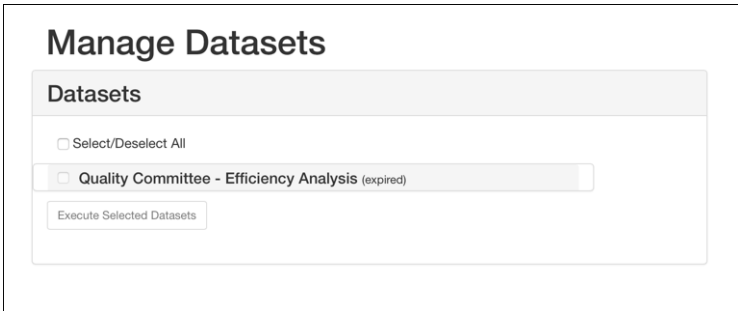 Manage Datasets
Datasets
Select/Deselect All
Quality Committee - Efficiency Analysis (expired)
Execute Selected Datasets